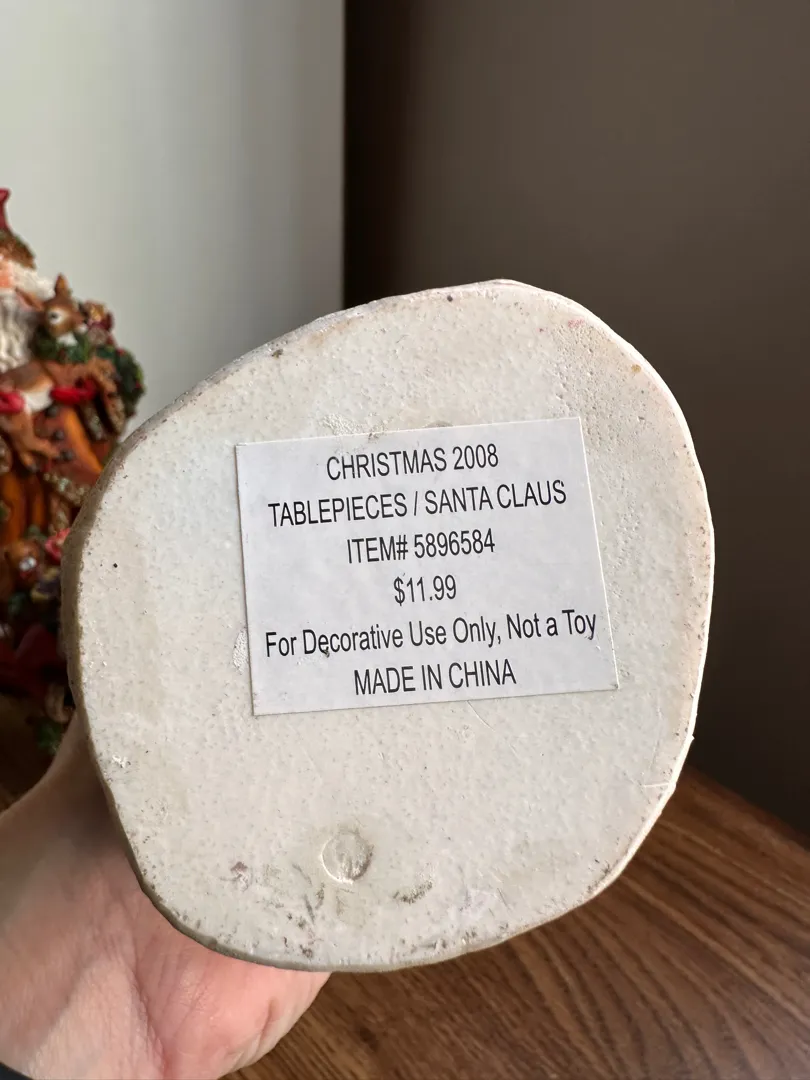 CHRISTMAS 2008
TABLEPIECES / SANTA CLAUS
ITEM# 5896584
$11.99
For Decorative Use Only, Not a Toy
MADE IN CHINA